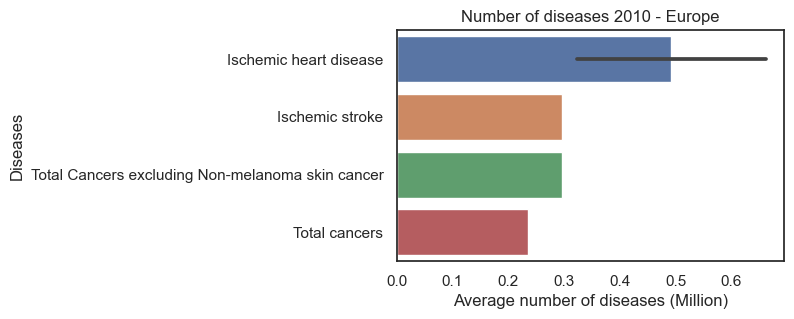 Number of diseases 2010 - Europe
Diseases
Ischemic heart disease
Ischemic stroke
Total Cancers excluding Non-melanoma skin cancer
Total cancers
0.0 0.1 0.2 0.3 0.4 0.5 0.6
Average number of diseases (Million)